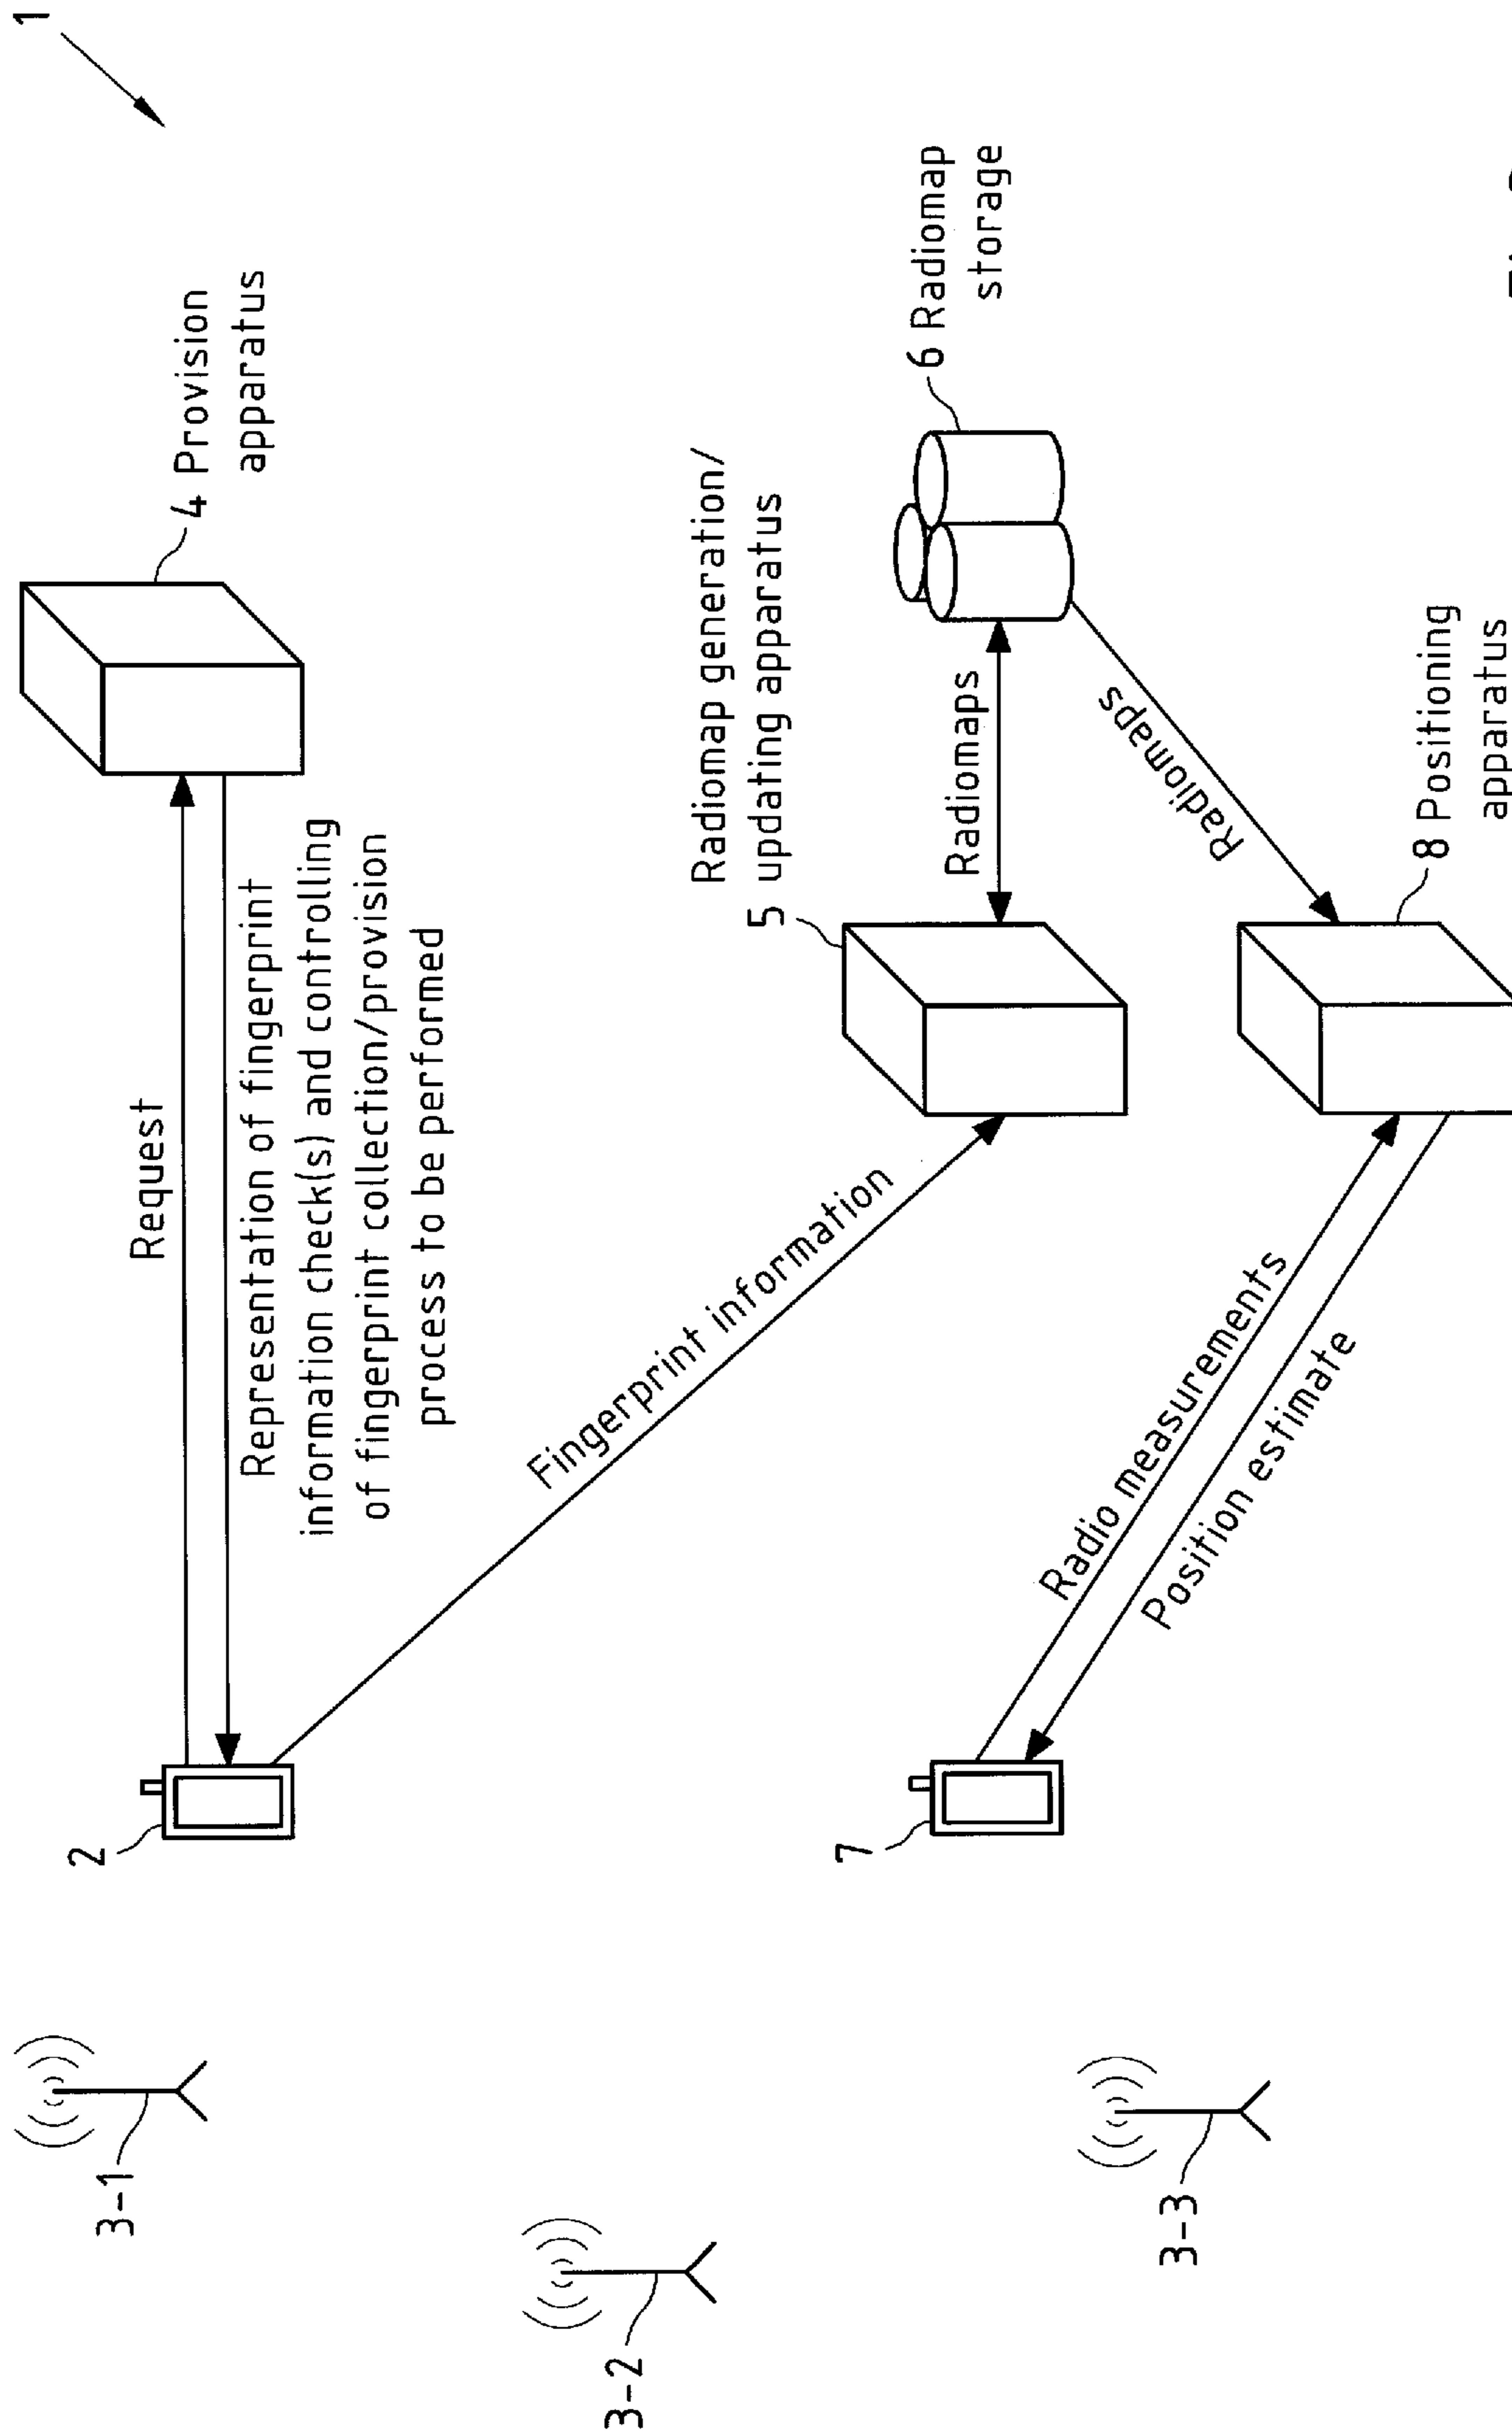 1
4 Provision
apparatus
Request
Representation of fingerprint
information check(s) and controlling
of fingerprint collection/provision
process to be performed
2
3-1
Radiomap generation/
5 updating apparatus
6 Radiomap
storage
Radiomaps
Radiomaps
Fingerprint information
3-2
7
Radio measurements
Position estimate
8 Positioning
apparatus
3-3